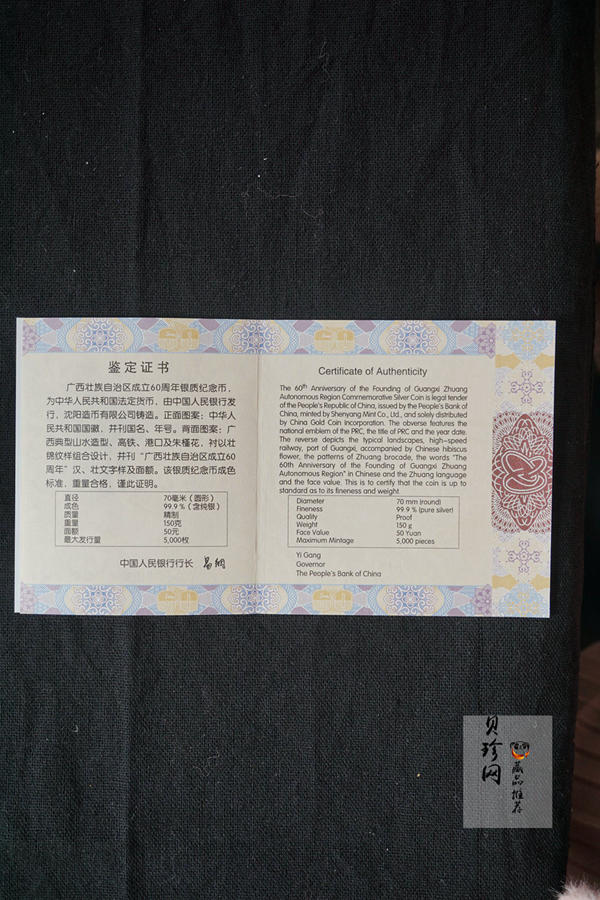 鉴定证书
广西壮族自治区成立60周年银质纪念币，
为中华人民共和国法定货币，由中国人民银行发
行，沈阳造币有限公司铸造。正面图案：中华人
民共和国国徽，并刊国名、年号。背面图案：广
西典型山水造型、高铁、港口及朱槿花，衬以壮
锦纹样组合设计，并刊“广西壮族自治区成立60
周年”汉、壮文字样及面额。该银质纪念币成色
标准，重量合格，谨此证明。
直径 70毫米（圆形）
成色 99.9％（含纯银）
质量 精制
重量 150克
面额 50元
最大发行量 5,000枚
中国人民银行行长 易纲
Certificate of Authenticity
The 60th Anniversary of the Founding of Guangxi Zhuang
Autonomous Region Commemorative Silver Coin is legal tender
of the People's Republic of China, issued by the People's Bank of
China, minted by Shenyang Mint Co., Ltd., and solely distributed
by China Gold Coin Incorporation. The obverse features the
national emblem of the PRC, the title of PRC and the year date.
The reverse depicts the typical landscapes, high-speed
railway, port of Guangxi, accompanied by Chinese hibiscus
flower, the patterns of Zhuang brocade, the words "The
60th Anniversary of the Founding of Guangxi Zhuang
Autonomous Region" in Chinese and the Zhuang language
and the face value. This is to certify that the coin is up to
standard as to its fineness and weight.
Diameter 70 mm (round)
Fineness 99.9 % (pure silver)
Quality Proof
Weight 150 g
Face Value 50 Yuan
Maximum Mintage 5,000 pieces
Yi Gang
Governor
The People's Bank of China
60
60
60
60
贝珍网
藏品推荐